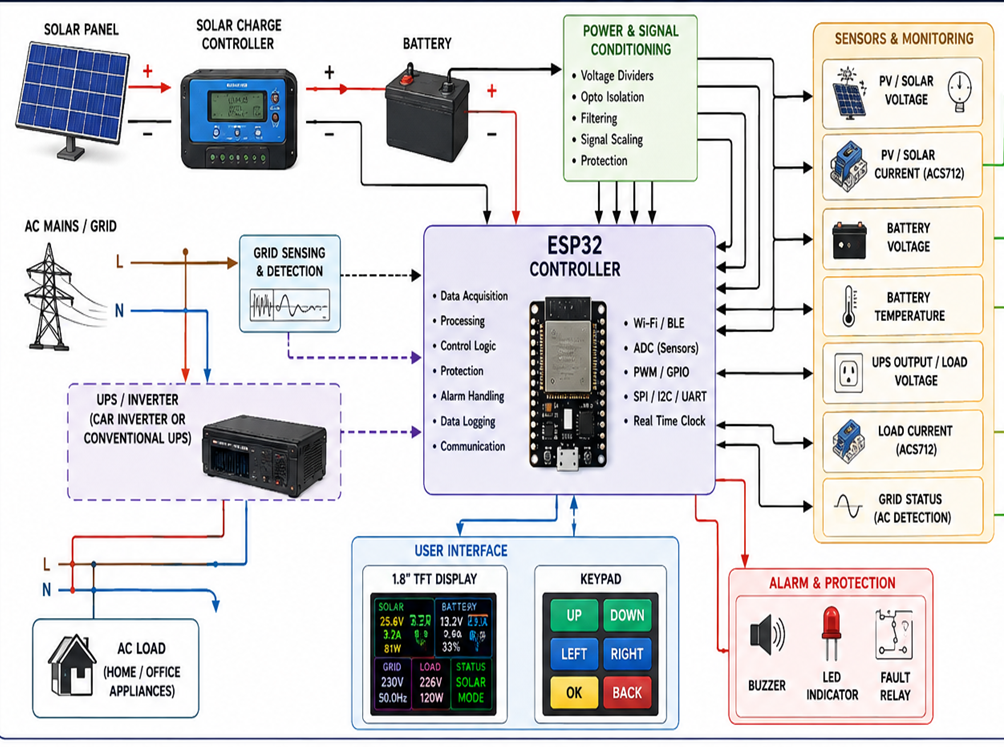 SOLAR PANEL
SOLAR CHARGE
CONTROLLER
BATTERY
+
−
+
−
+
−
POWER & SIGNAL
CONDITIONING
• Voltage Dividers
• Opto Isolation
• Filtering
• Signal Scaling
• Protection
SENSORS & MONITORING
PV / SOLAR
VOLTAGE
PV / SOLAR
CURRENT (ACS712)
BATTERY
VOLTAGE
BATTERY
TEMPERATURE
UPS OUTPUT / LOAD
VOLTAGE
LOAD CURRENT
(ACS712)
GRID STATUS
(AC DETECTION)
AC MAINS / GRID
L
N
GRID SENSING
& DETECTION
ESP32
CONTROLLER
• Data Acquisition
• Processing
• Control Logic
• Protection
• Alarm Handling
• Data Logging
• Communication
• Wi-Fi / BLE
• ADC (Sensors)
• PWM / GPIO
• SPI / I2C / UART
• Real Time Clock
UPS / INVERTER
(CAR INVERTER OR
CONVENTIONAL UPS)
L
N
AC LOAD
(HOME / OFFICE
APPLIANCES)
USER INTERFACE
1.8" TFT DISPLAY
SOLAR
25.6V
3.2A
81W
BATTERY
13.2V
33%
GRID
230V
50.0Hz
LOAD
226V
120W
STATUS
SOLAR
MODE
KEYPAD
UP
DOWN
LEFT
RIGHT
OK
BACK
ALARM & PROTECTION
BUZZER
LED
INDICATOR
FAULT
RELAY